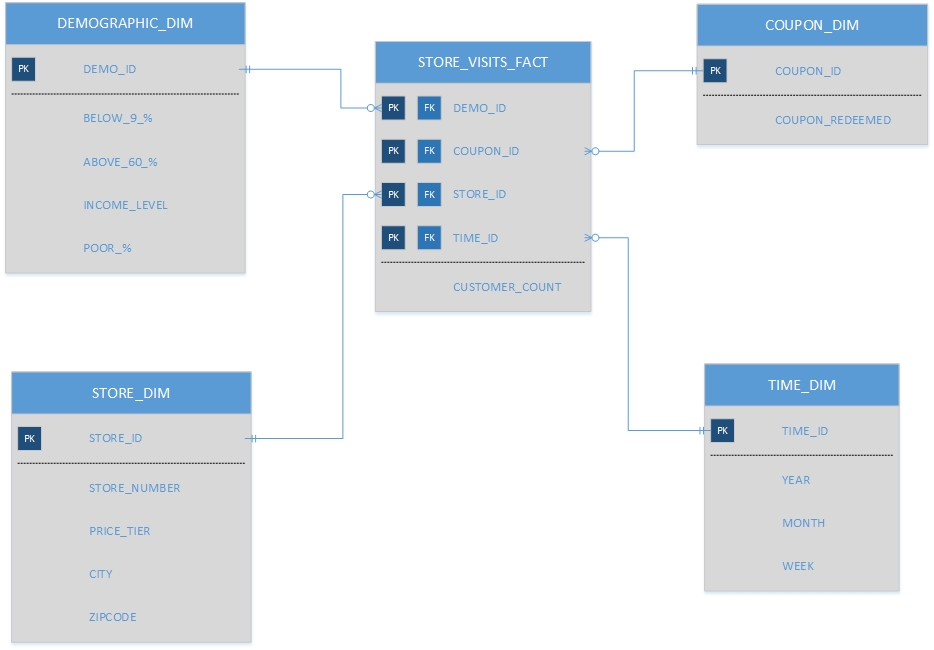 DEMOGRAPHIC_DIM
PK DEMO_ID
BELOW_9_%
ABOVE_60_%
INCOME_LEVEL
POOR_%
STORE_VISITS_FACT
PK FK DEMO_ID
PK FK COUPON_ID
PK FK STORE_ID
PK FK TIME_ID
CUSTOMER_COUNT
COUPON_DIM
PK COUPON_ID
COUPON_REDEEMED
STORE_DIM
PK STORE_ID
STORE_NUMBER
PRICE_TIER
CITY
ZIPCODE
TIME_DIM
PK TIME_ID
YEAR
MONTH
WEEK